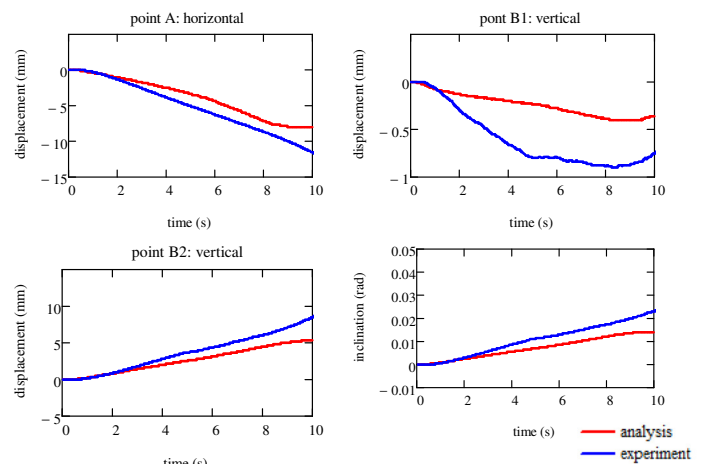 point A: horizontal
displacement (mm)
0
− 5
− 10
− 15
0 2 4 6 8 10
time (s)
pont B1: vertical
displacement (mm)
0
− 0.5
− 1
0 2 4 6 8 10
time (s)
point B2: vertical
displacement (mm)
10
5
0
− 5
0 2 4 6 8 10
time (s)
inclination (rad)
0.05
0.04
0.03
0.02
0.01
0
− 0.01
0 2 4 6 8 10
time (s)
analysis
experiment